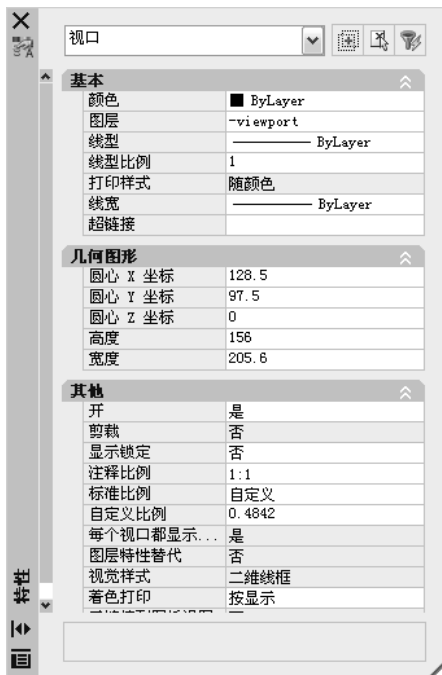 视口
基本
颜色 ByLayer
图层 -viewport
线型 ByLayer
线型比例 1
打印样式 随颜色
线宽 ByLayer
超链接
几何图形
圆心 X 坐标 128.5
圆心 Y 坐标 97.5
圆心 Z 坐标 0
高度 156
宽度 205.6
其他
开 是
剪裁 否
显示锁定 否
注释比例 1:1
标准比例 自定义
自定义比例 0.4842
每个视口都显示... 是
图层特性替代 否
视觉样式 二维线框
着色打印 按显示
特性